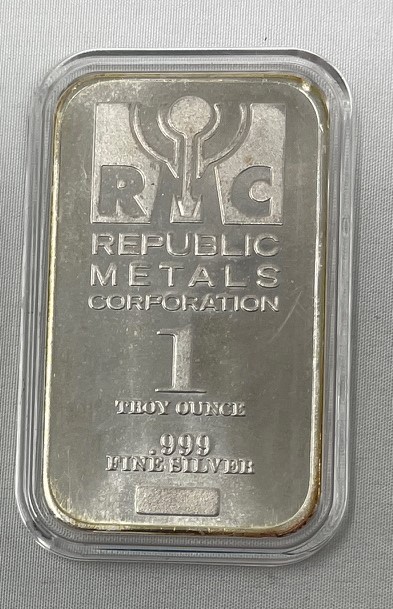 RMC
REPUBLIC
METALS
CORPORATION
1
TROY OUNCE
.999
FINE SILVER